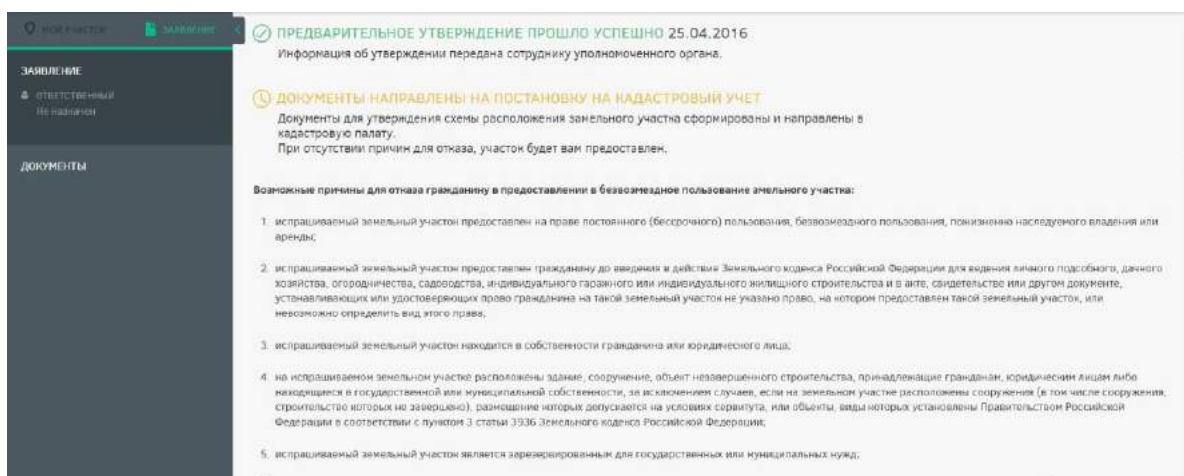 МОЙ УЧАСТОК
ЗАЯВЛЕНИЕ
ЗАЯВЛЕНИЕ
ОТВЕТСТВЕННЫЙ
Не назначен
ДОКУМЕНТЫ
ПРЕДВАРИТЕЛЬНОЕ УТВЕРЖДЕНИЕ ПРОШЛО УСПЕШНО 25.04.2016
Информация об утверждении передана сотруднику уполномоченного органа.
ДОКУМЕНТЫ НАПРАВЛЕНЫ НА ПОСТАНОВКУ НА КАДАСТРОВЫЙ УЧЕТ
Документы для утверждения схемы расположения земельного участка сформированы и направлены в
кадастровую палату.
При отсутствии причин для отказа, участок будет вам предоставлен.
Возможные причины для отказа гражданину в предоставлении в безвозмездное пользование амельного участка:
1. испрашиваемый земельный участок предоставлен на праве постоянного (бессрочного) пользования, безвозмездного пользования, пожизненно наследуемого владения или
аренды;
2. испрашиваемый земельный участок предоставлен гражданину до введения в действие Земельного кодекса Российской Федерации для ведения личного подсобного, дачного
хозяйства, огородничества, садоводства, индивидуального гаражного или индивидуального жилищного строительства и в акте, свидетельстве или другом документе,
устанавливающих или удостоверяющих право гражданина на такой земельный участок не указано право, на котором предоставлен такой земельный участок, или
невозможно определить вид этого права;
3. испрашиваемый земельный участок находится в собственности гражданина или юридического лица;
4. на испрашиваемом земельном участке расположены здание, сооружение, объект незавершенного строительства, принадлежащие гражданам, юридическим лицам либо
находящиеся в государственной или муниципальной собственности, за исключением случаев, если на земельном участке расположены сооружения (в том числе сооружения,
строительство которых не завершено), размещение которых допускается на условиях сервитута, или объекты, виды которых установлены Правительством Российской
Федерации в соответствии с пунктом 3 статьи 3936 Земельного кодекса Российской Федерации;
5. испрашиваемый земельный участок является зарезервированным для государственных или муниципальных нужд;